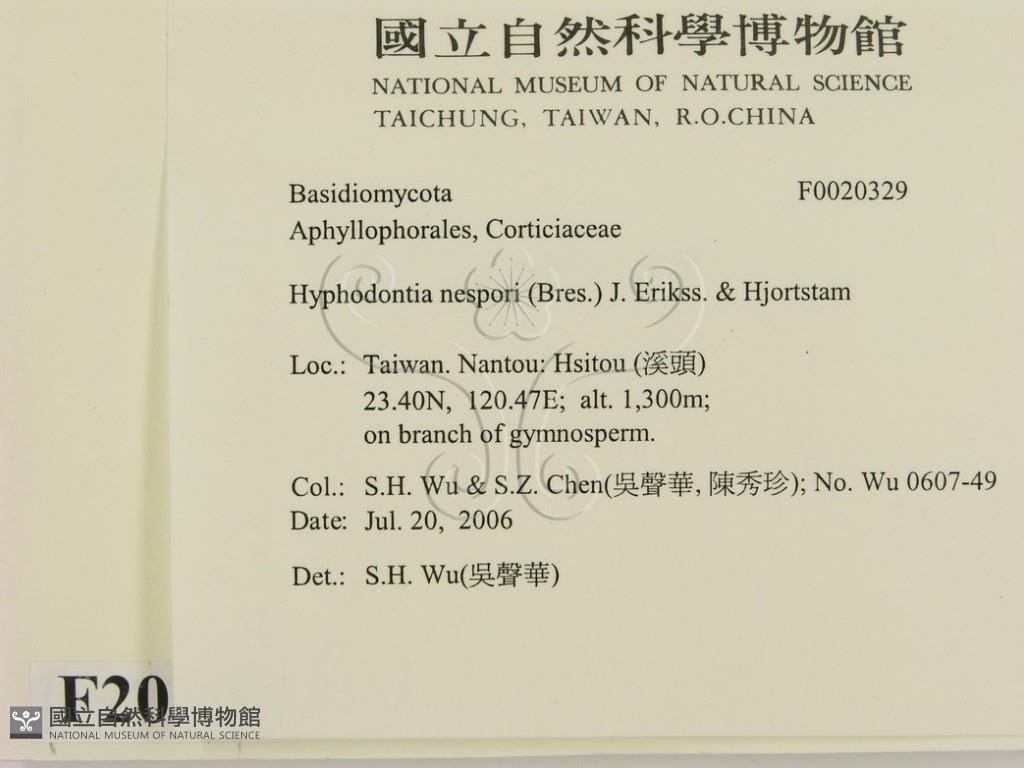 國立自然科學博物館
NATIONAL MUSEUM OF NATURAL SCIENCE
TAICHUNG, TAIWAN, R.O.CHINA
Basidiomycota F0020329
Aphyllophorales, Corticiaceae
Hyphodontia nespori (Bres.) J. Erikss. & Hjortstam
Loc.: Taiwan. Nantou: Hsitou (溪頭)
23.40N, 120.47E; alt. 1,300m;
on branch of gymnosperm.
Col.: S.H. Wu & S.Z. Chen(吳聲華, 陳秀珍); No. Wu 0607-49
Date: Jul. 20, 2006
Det.: S.H. Wu(吳聲華)
F20
國立自然科學博物館
NATIONAL MUSEUM OF NATURAL SCIENCE